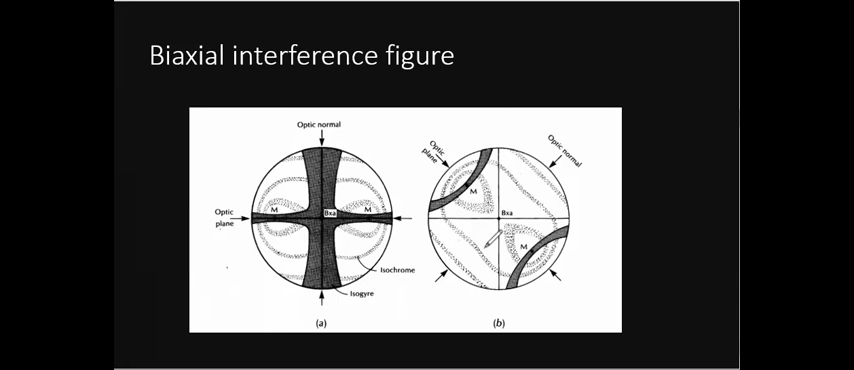 Biaxial interference figure
Optic normal
Optic
plane
M
Bxa
M
Isochrome
Isogyre
(a)
Optic
plane
Optic normal
M
Bxa
M
(b)